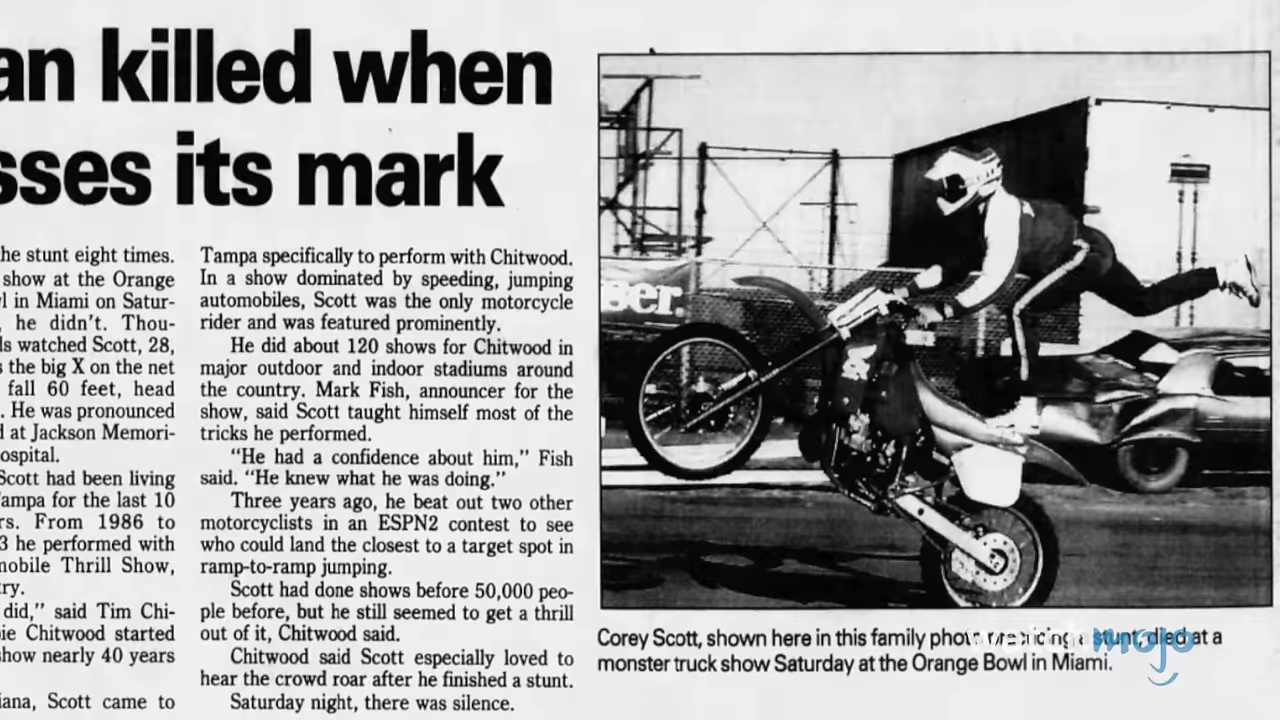 an killed when
sses its mark
he stunt eight times.
show at the Orange
l in Miami on Satur-
, he didn't. Thou-
ds watched Scott, 28,
s the big X on the net
fall 60 feet, head
. He was pronounced
d at Jackson Memori-
ospital.
Scott had been living
Tampa for the last 10
rs. From 1986 to
3 he performed with
mobile Thrill Show,
ry.
did," said Tim Chi-
ie Chitwood started
show nearly 40 years
iana, Scott came to
Tampa specifically to perform with Chitwood.
In a show dominated by speeding, jumping
automobiles, Scott was the only motorcycle
rider and was featured prominently.
He did about 120 shows for Chitwood in
major outdoor and indoor stadiums around
the country. Mark Fish, announcer for the
show, said Scott taught himself most of the
tricks he performed.
"He had a confidence about him," Fish
said. "He knew what he was doing."
Three years ago, he beat out two other
motorcyclists in an ESPN2 contest to see
who could land the closest to a target spot in
ramp-to-ramp jumping.
Scott had done shows before 50,000 peo-
ple before, but he still seemed to get a thrill
out of it, Chitwood said.
Chitwood said Scott especially loved to
hear the crowd roar after he finished a stunt.
Saturday night, there was silence.
er.
Corey Scott, shown here in this family photo practicing a stunt, died at a
monster truck show Saturday at the Orange Bowl in Miami.
watchmojo